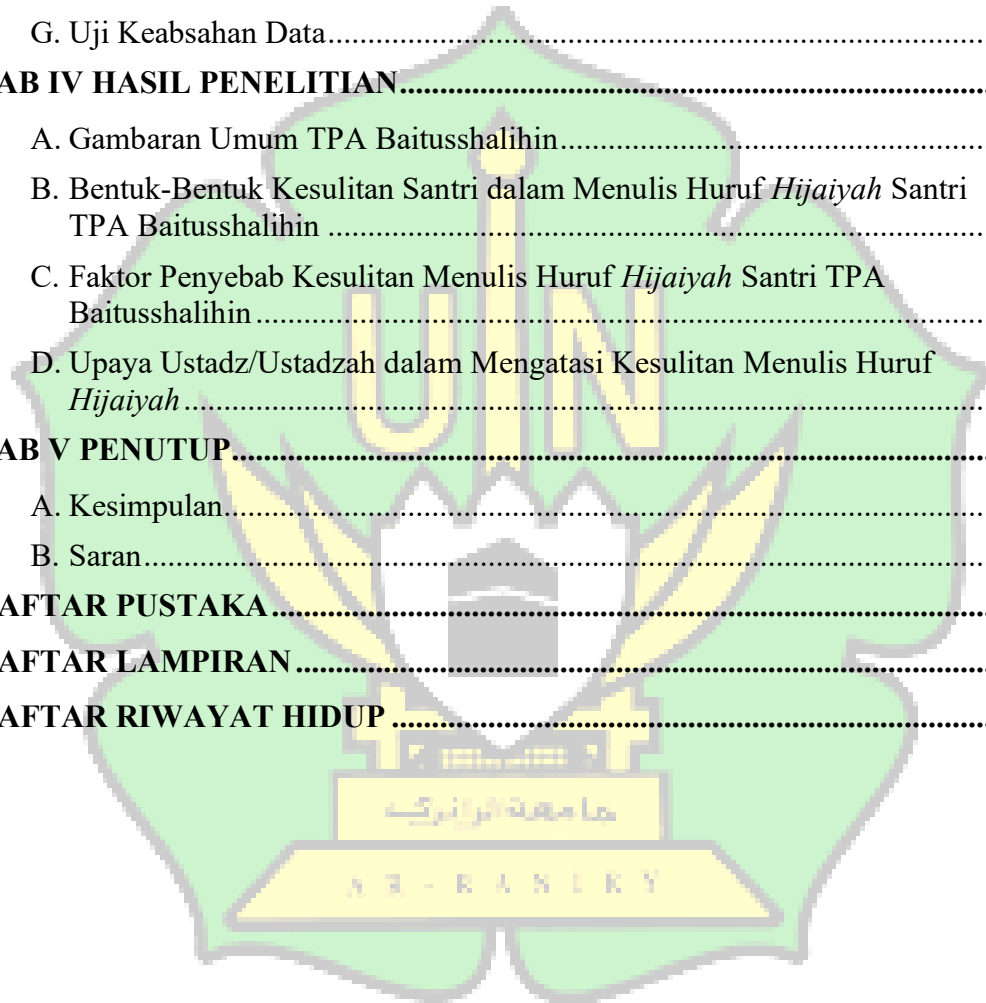 G. Uji Keabsahan Data................................................................................
AB IV HASIL PENELITIAN................................................................................
A. Gambaran Umum TPA Baitusshalihin................................................................................
B. Bentuk-Bentuk Kesulitan Santri dalam Menulis Huruf Hijaiyah Santri
TPA Baitusshalihin ................................................................................
C. Faktor Penyebab Kesulitan Menulis Huruf Hijaiyah Santri TPA
Baitusshalihin................................................................................
D. Upaya Ustadz/Ustadzah dalam Mengatasi Kesulitan Menulis Huruf
Hijaiyah................................................................................
AB V PENUTUP................................................................................
A. Kesimpulan................................................................................
B. Saran................................................................................
AFTAR PUSTAKA................................................................................
AFTAR LAMPIRAN................................................................................
AFTAR RIWAYAT HIDUP ................................................................................
UIN
جامعة الرانري
AR-RANIRY